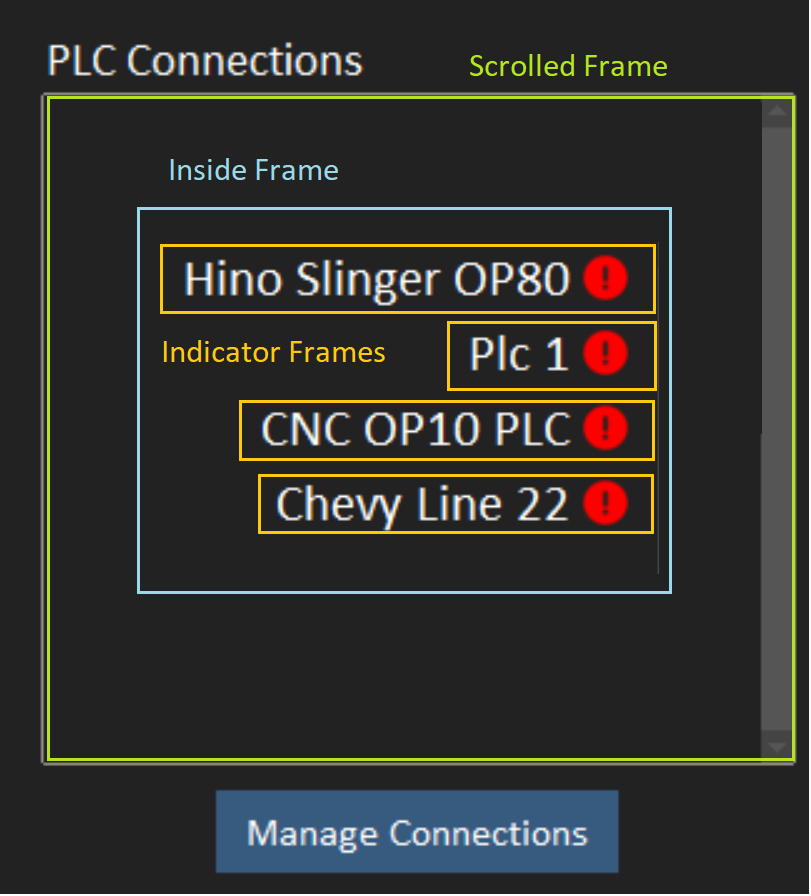 PLC Connections
Scrolled Frame
Inside Frame
Hino Slinger OP80
Indicator Frames
Plc 1
CNC OP10 PLC
Chevy Line 22
Manage Connections